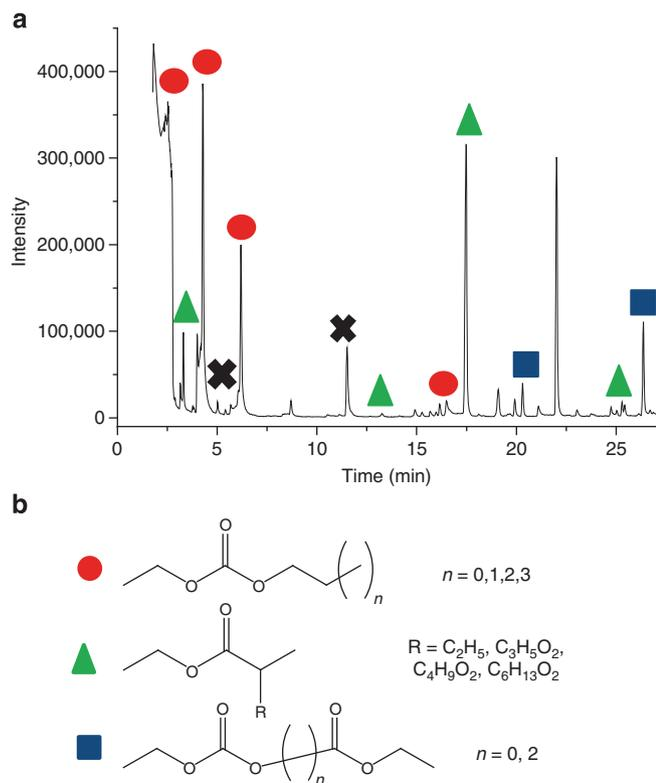 a
400,000
300,000
200,000
100,000
0
Intensity
0 5 10 15 20 25
Time (min)
b
O
O O
n
n = 0,1,2,3
O
O
R
R = C₂H₅, C₃H₅O₂,
C₄H₉O₂, C₆H₁₃O₂
O O
O O O
n
n = 0, 2